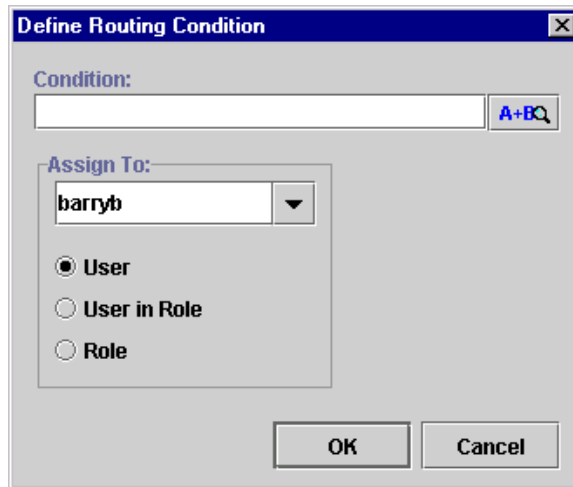 Define Routing Condition
Condition:
A+B
Assign To:
barryb
User
User in Role
Role
OK
Cancel